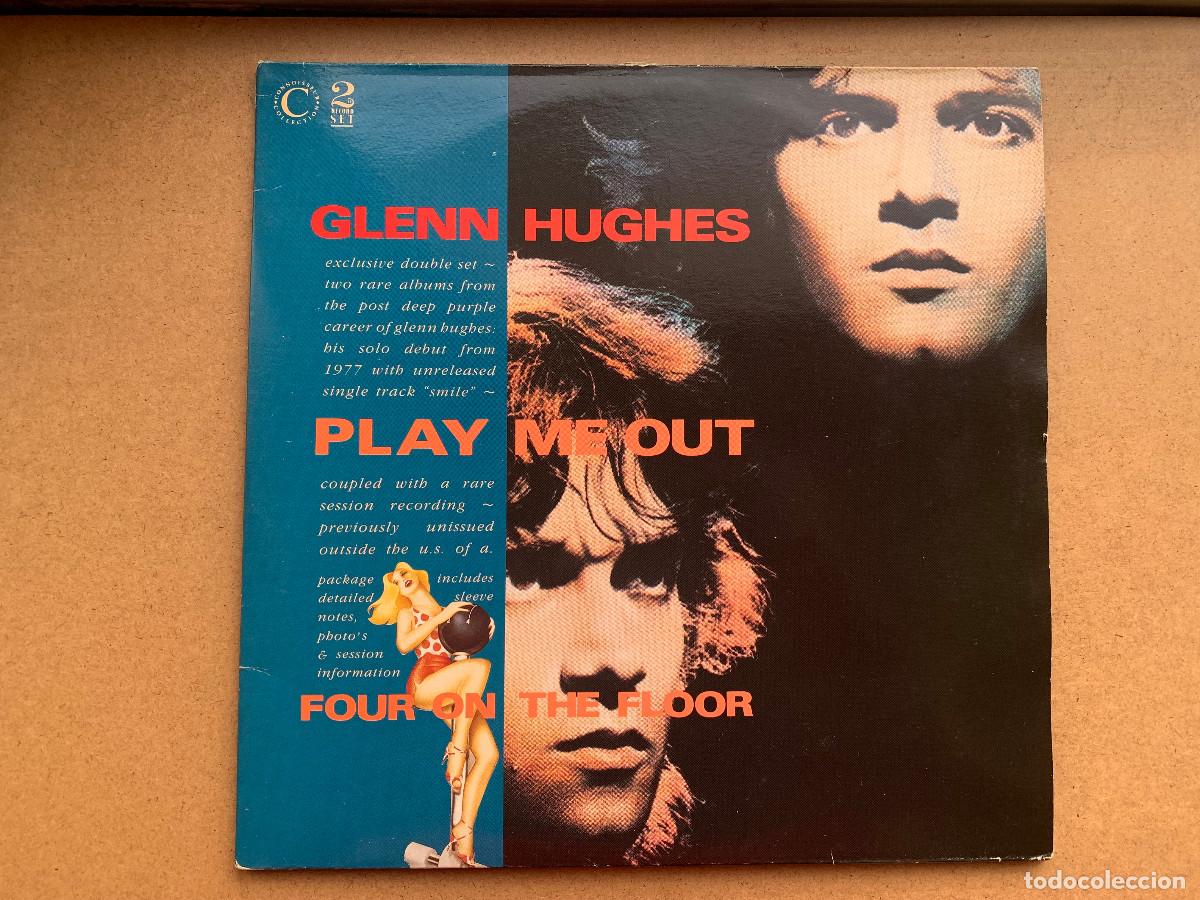 CONNOISSEUR COLLECTION
C
2
RECORD
SET
GLENN HUGHES
exclusive double set ~
two rare albums from
the post deep purple
career of glenn hughes:
his solo debut from
1977 with unreleased
single track "smile" ~
PLAY ME OUT
coupled with a rare
session recording ~
previously unissued
outside the u.s. of a.
package includes
detailed sleeve
notes,
photo's
& session
information
FOUR ON THE FLOOR
todocoleccion